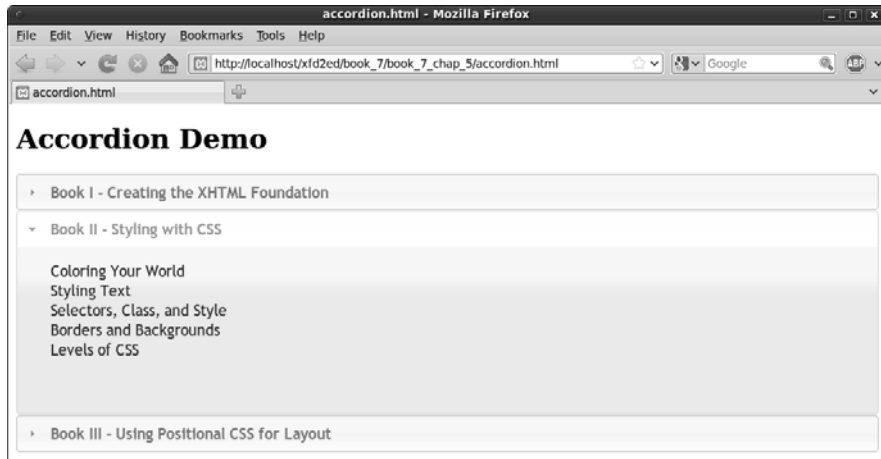 accordion.html - Mozilla Firefox
File Edit View History Bookmarks Tools Help
http://localhost/xfd2ed/book_7/book_7_chap_5/accordion.html
Google
ABP
accordion.html
Accordion Demo
Book I - Creating the XHTML Foundation
Book II - Styling with CSS
Coloring Your World
Styling Text
Selectors, Class, and Style
Borders and Backgrounds
Levels of CSS
Book III - Using Positional CSS for Layout